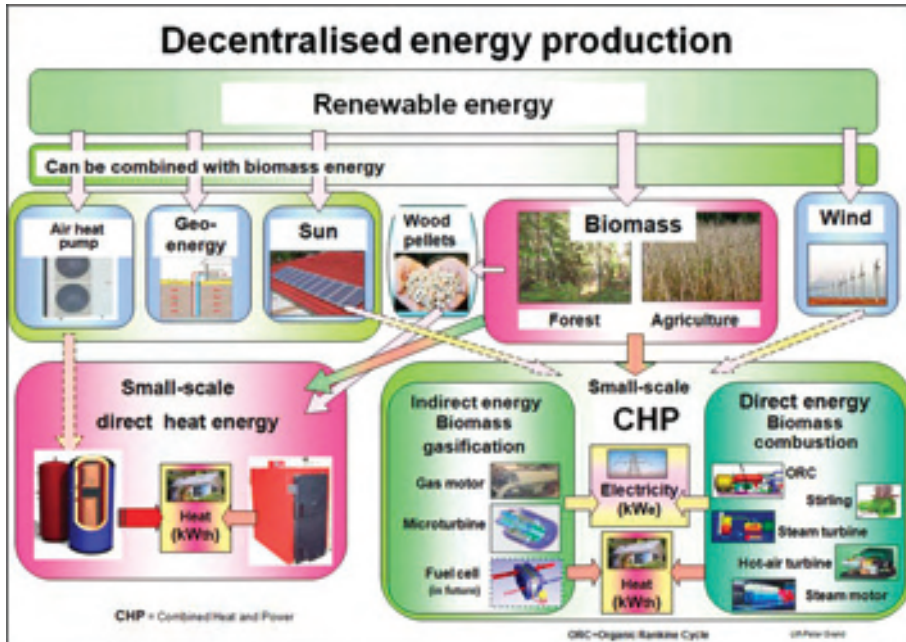 Decentralised energy production
Renewable energy
Can be combined with biomass energy
Air heat
pump
Geo-
energy
Sun
Wood
pellets
Biomass
Forest
Agriculture
Wind
Small-scale
direct heat energy
Heat
(kWth)
Small-scale
CHP
Indirect energy
Biomass
gasification
Gas motor
Microturbine
Fuel cell
(in future)
Electricity
(kWe)
Heat
(kWth)
Direct energy
Biomass
combustion
ORC
Stirling
Steam turbine
Hot-air turbine
Steam motor
CHP = Combined Heat and Power
ORC=Organic Rankine Cycle